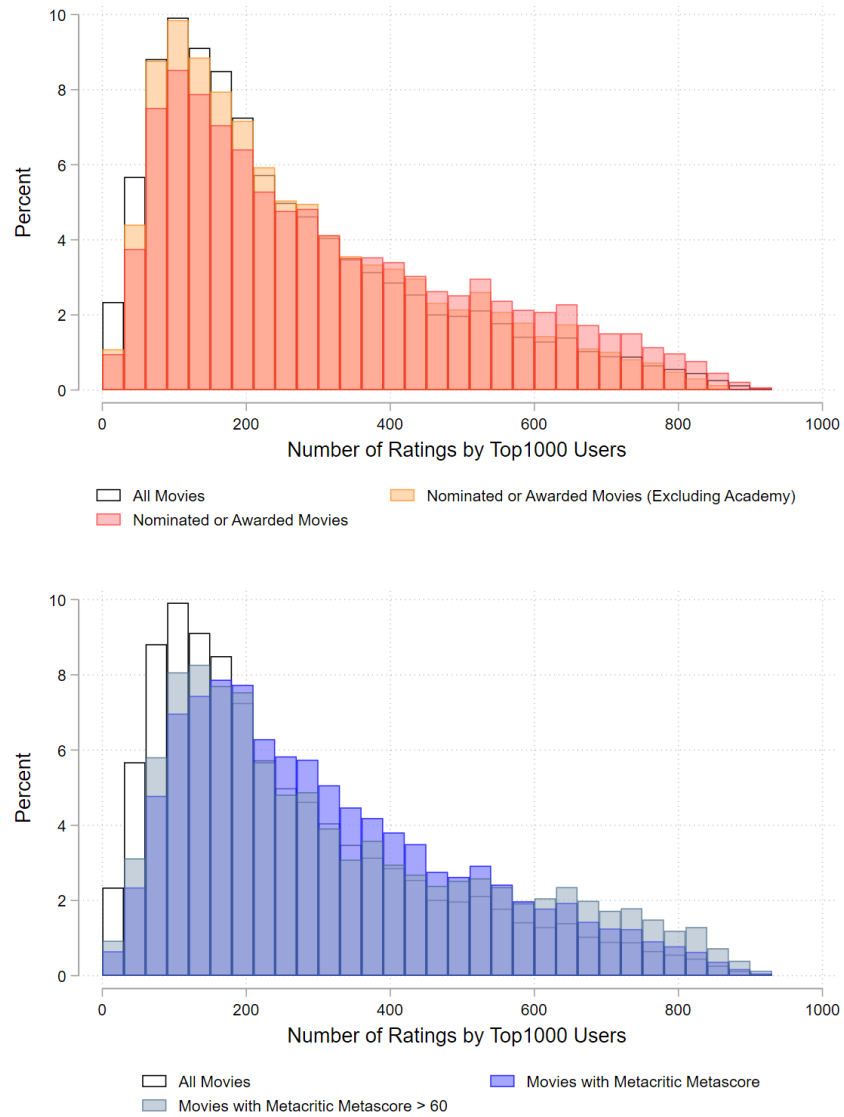 10
8
6
4
2
0
Percent
0 200 400 600 800 1000
Number of Ratings by Top1000 Users
All Movies
Nominated or Awarded Movies (Excluding Academy)
Nominated or Awarded Movies
10
8
6
4
2
0
Percent
0 200 400 600 800 1000
Number of Ratings by Top1000 Users
All Movies
Movies with Metacritic Metascore
Movies with Metacritic Metascore > 60